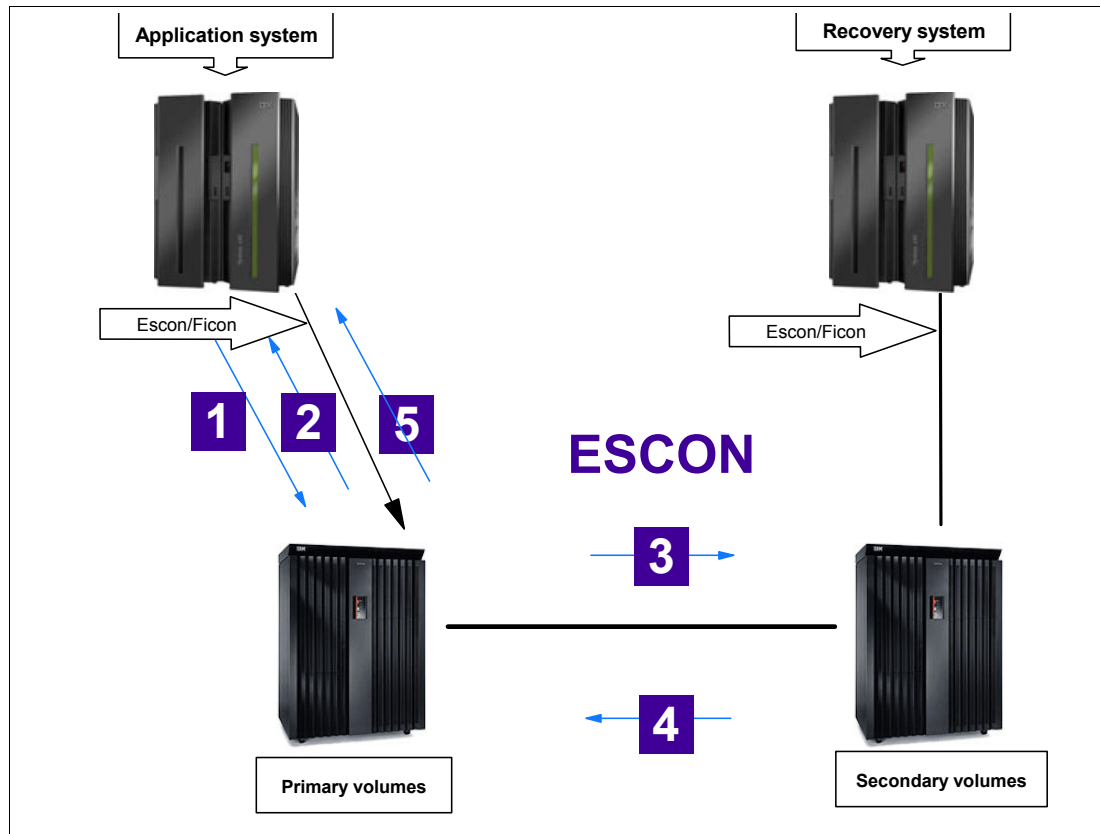 Application system
Recovery system
Escon/Ficon
Escon/Ficon
1
2
5
ESCON
3
4
Primary volumes
Secondary volumes